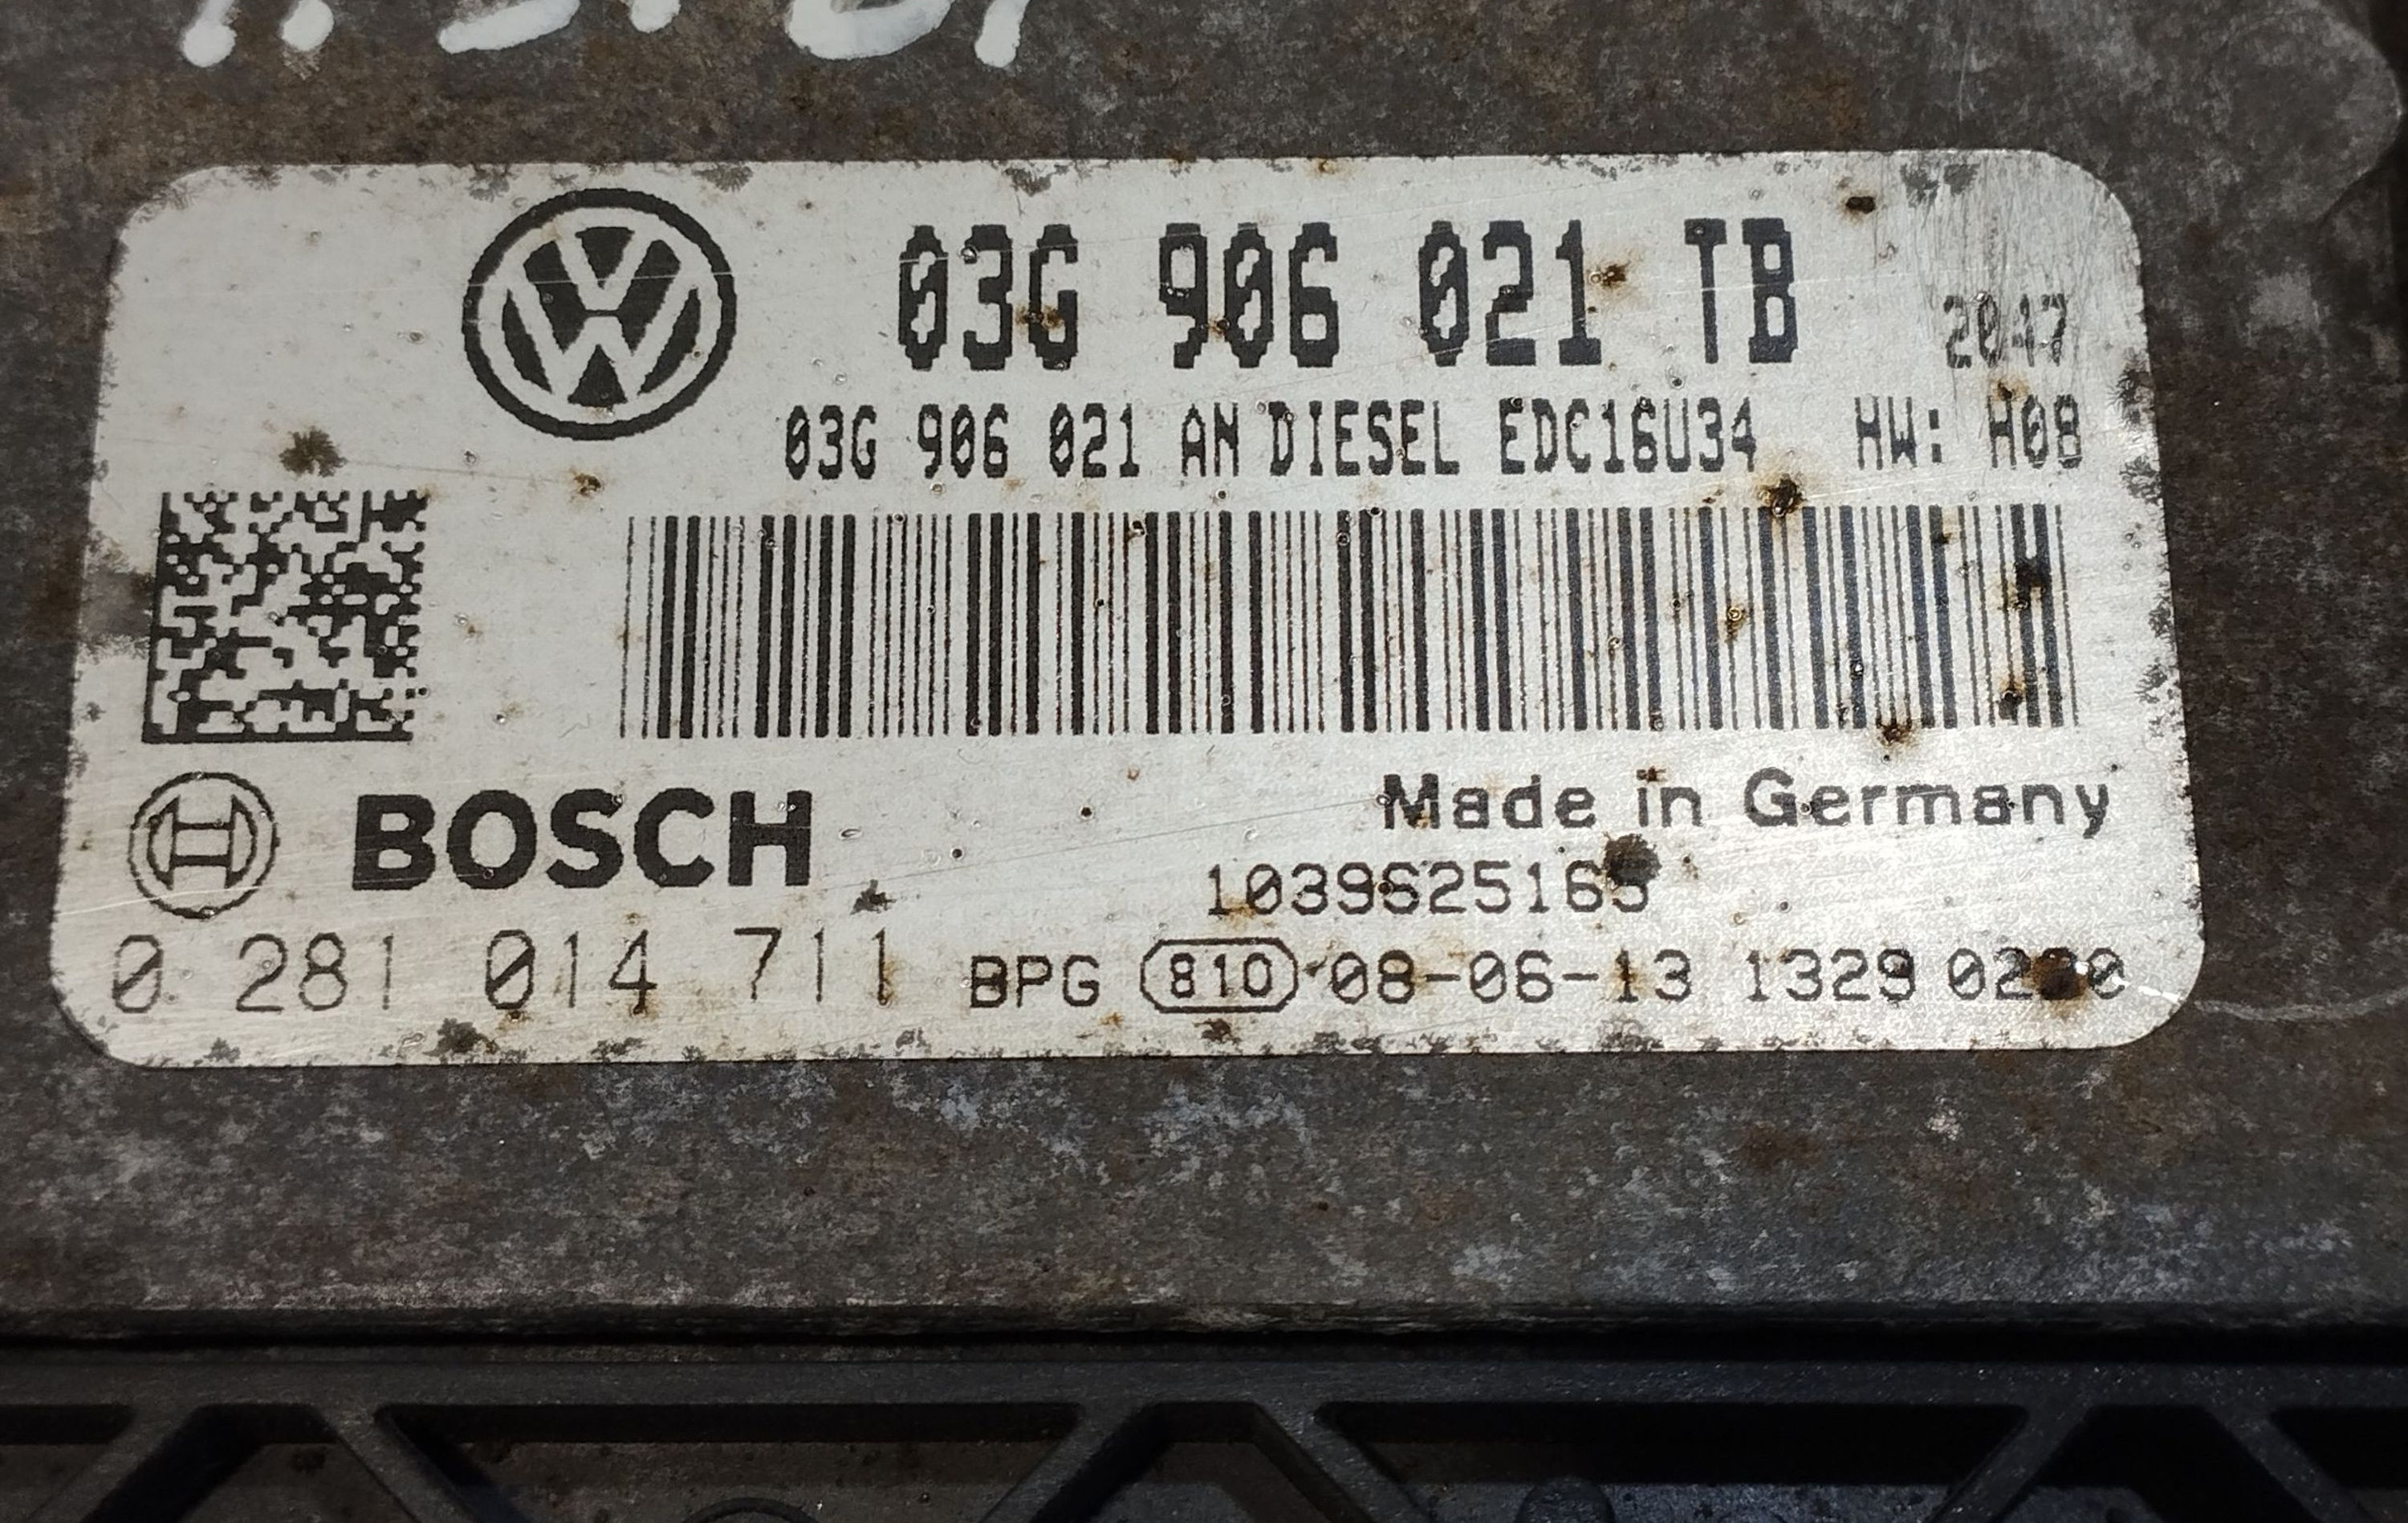 03G 906 021 TB
2047
03G 906 021 AN DIESEL EDC16U34 HW: H08
BOSCH
Made in Germany
0 281 014 711 BPG 810 08-06-13 1329